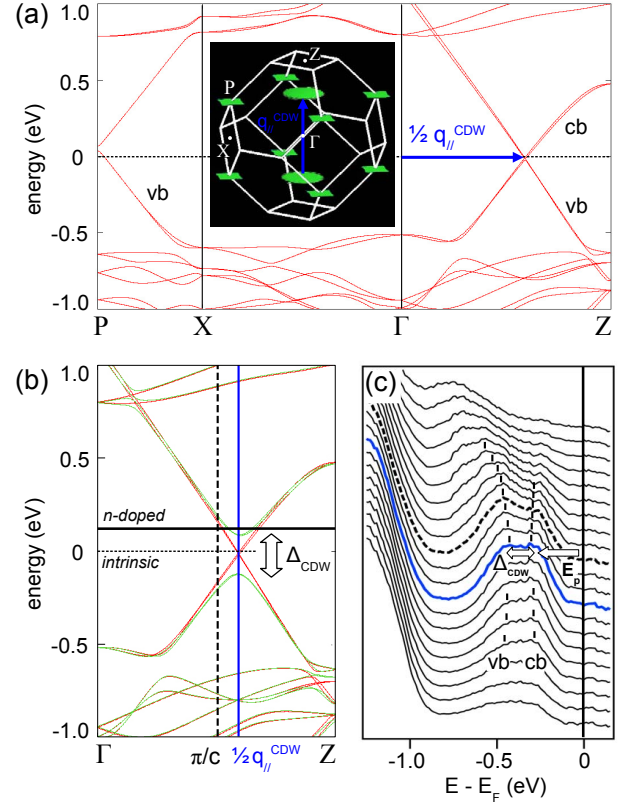 (a)
1.0
0.5
0
-0.5
-1.0
energy (eV)
P
X
Γ
Z
vb
cb
vb
½ q//CDW
Z
P
X
Γ
q//CDW
(b)
1.0
0.5
0
-0.5
-1.0
energy (eV)
n-doped
intrinsic
ΔCDW
Γ
π/c
½ q//CDW
Z
(c)
ΔCDW
Ep
vb
cb
-1.0
-0.5
0.0
E - EF (eV)